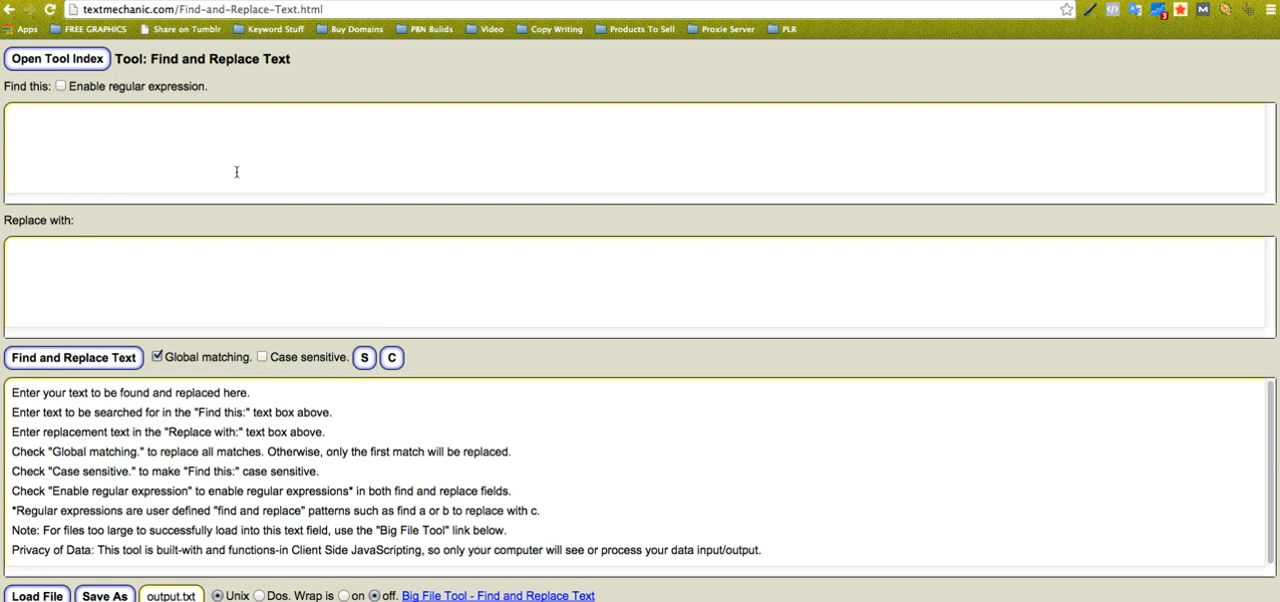 textmechanic.com/Find-and-Replace-Text.html
Apps FREE GRAPHICS Share on Tumblr Keyword Stuff Buy Domains PBN Builds Video Copy Writing Products To Sell Proxie Server PLR
Open Tool Index Tool: Find and Replace Text
Find this: Enable regular expression.
Replace with:
Find and Replace Text Global matching. Case sensitive. S C
Enter your text to be found and replaced here.
Enter text to be searched for in the "Find this:" text box above.
Enter replacement text in the "Replace with:" text box above.
Check "Global matching." to replace all matches. Otherwise, only the first match will be replaced.
Check "Case sensitive." to make "Find this:" case sensitive.
Check "Enable regular expression" to enable regular expressions* in both find and replace fields.
*Regular expressions are user defined "find and replace" patterns such as find a or b to replace with c.
Note: For files too large to successfully load into this text field, use the "Big File Tool" link below.
Privacy of Data: This tool is built-with and functions-in Client Side JavaScripting, so only your computer will see or process your data input/output.
Load File Save As output.txt Unix Dos. Wrap is on off. Big File Tool - Find and Replace Text